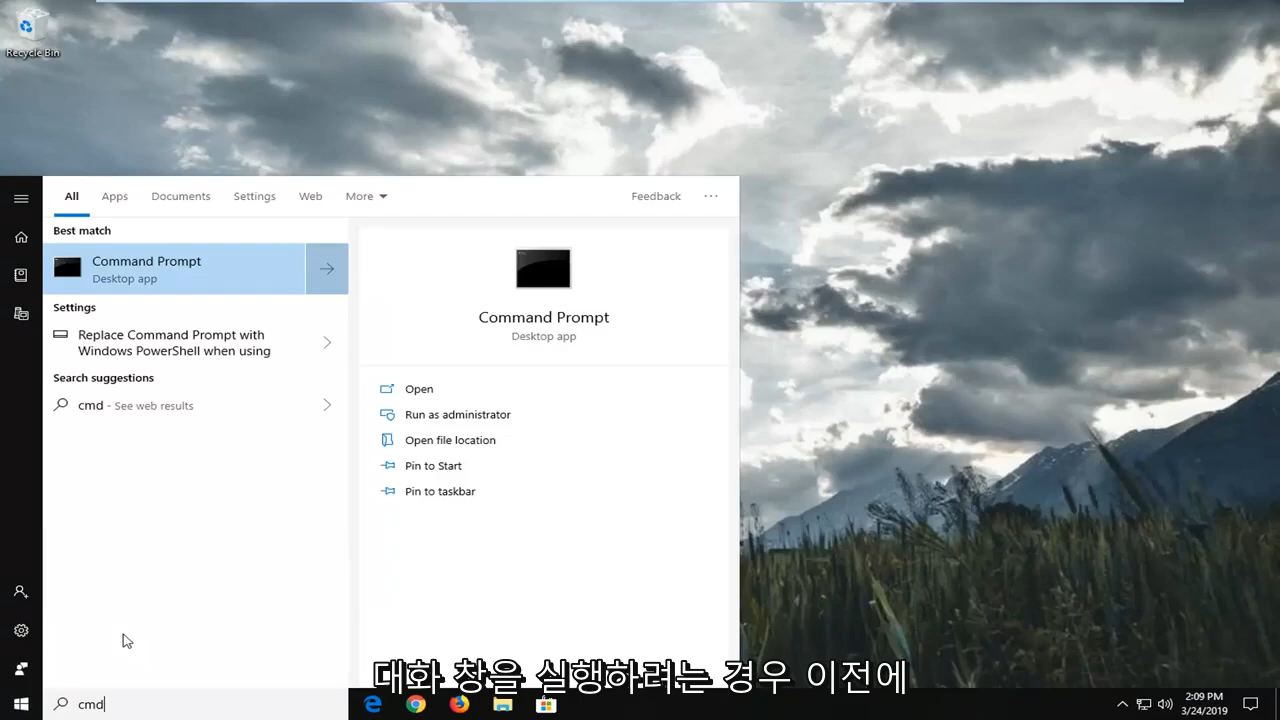 Recycle Bin
All
Apps
Documents
Settings
Web
More
Feedback
Best match
Command Prompt
Desktop app
Settings
Replace Command Prompt with
Windows PowerShell when using
Search suggestions
cmd - See web results
Command Prompt
Desktop app
Open
Run as administrator
Open file location
Pin to Start
Pin to taskbar
대화 창을 실행하려는 경우 이전에
cmd
2:09 PM
3/24/2019